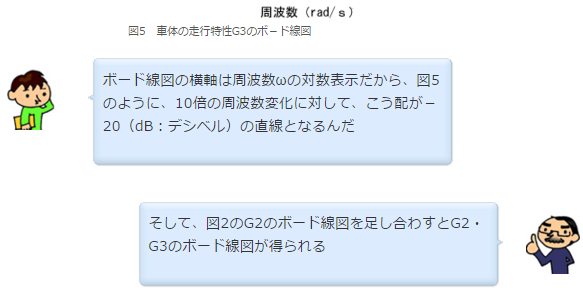 周波数（rad/ｓ）
図5　車体の走行特性G3のボード線図
ボード線図の横軸は周波数ωの対数表示だから、図5
のように、10倍の周波数変化に対して、こう配が－
20（dB：デシベル）の直線となるんだ
そして、図2のG2のボード線図を足し合わすとG2・
G3のボード線図が得られる